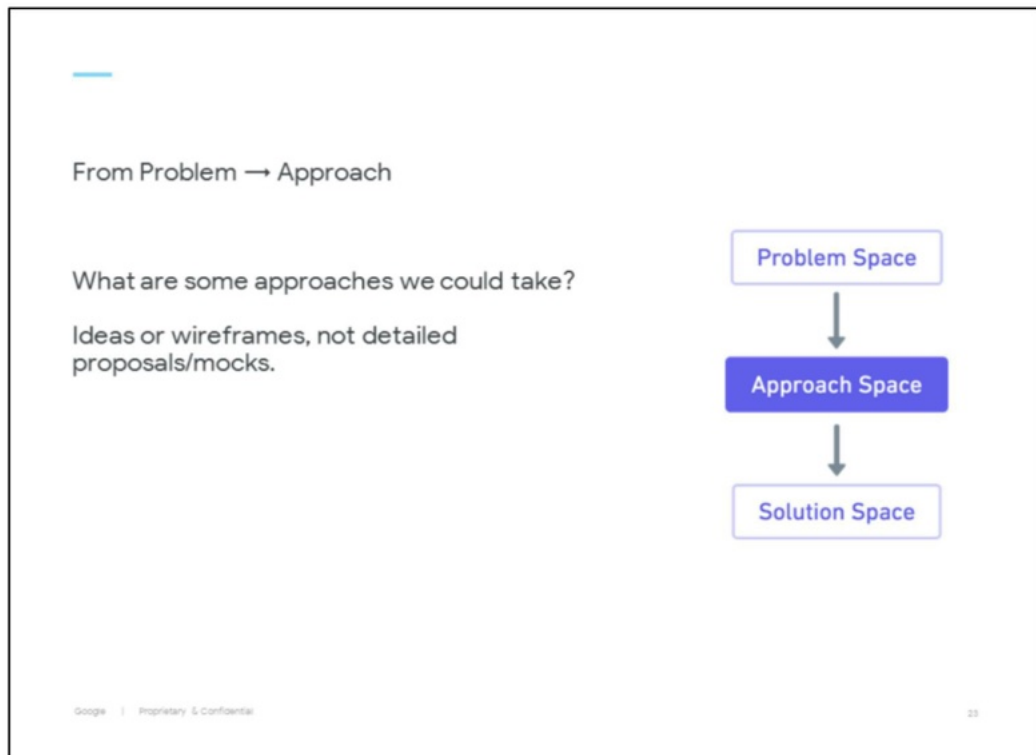 From Problem → Approach
What are some approaches we could take?
Ideas or wireframes, not detailed
proposals/mocks.
Problem Space
Approach Space
Solution Space
Google | Proprietary & Confidential
23